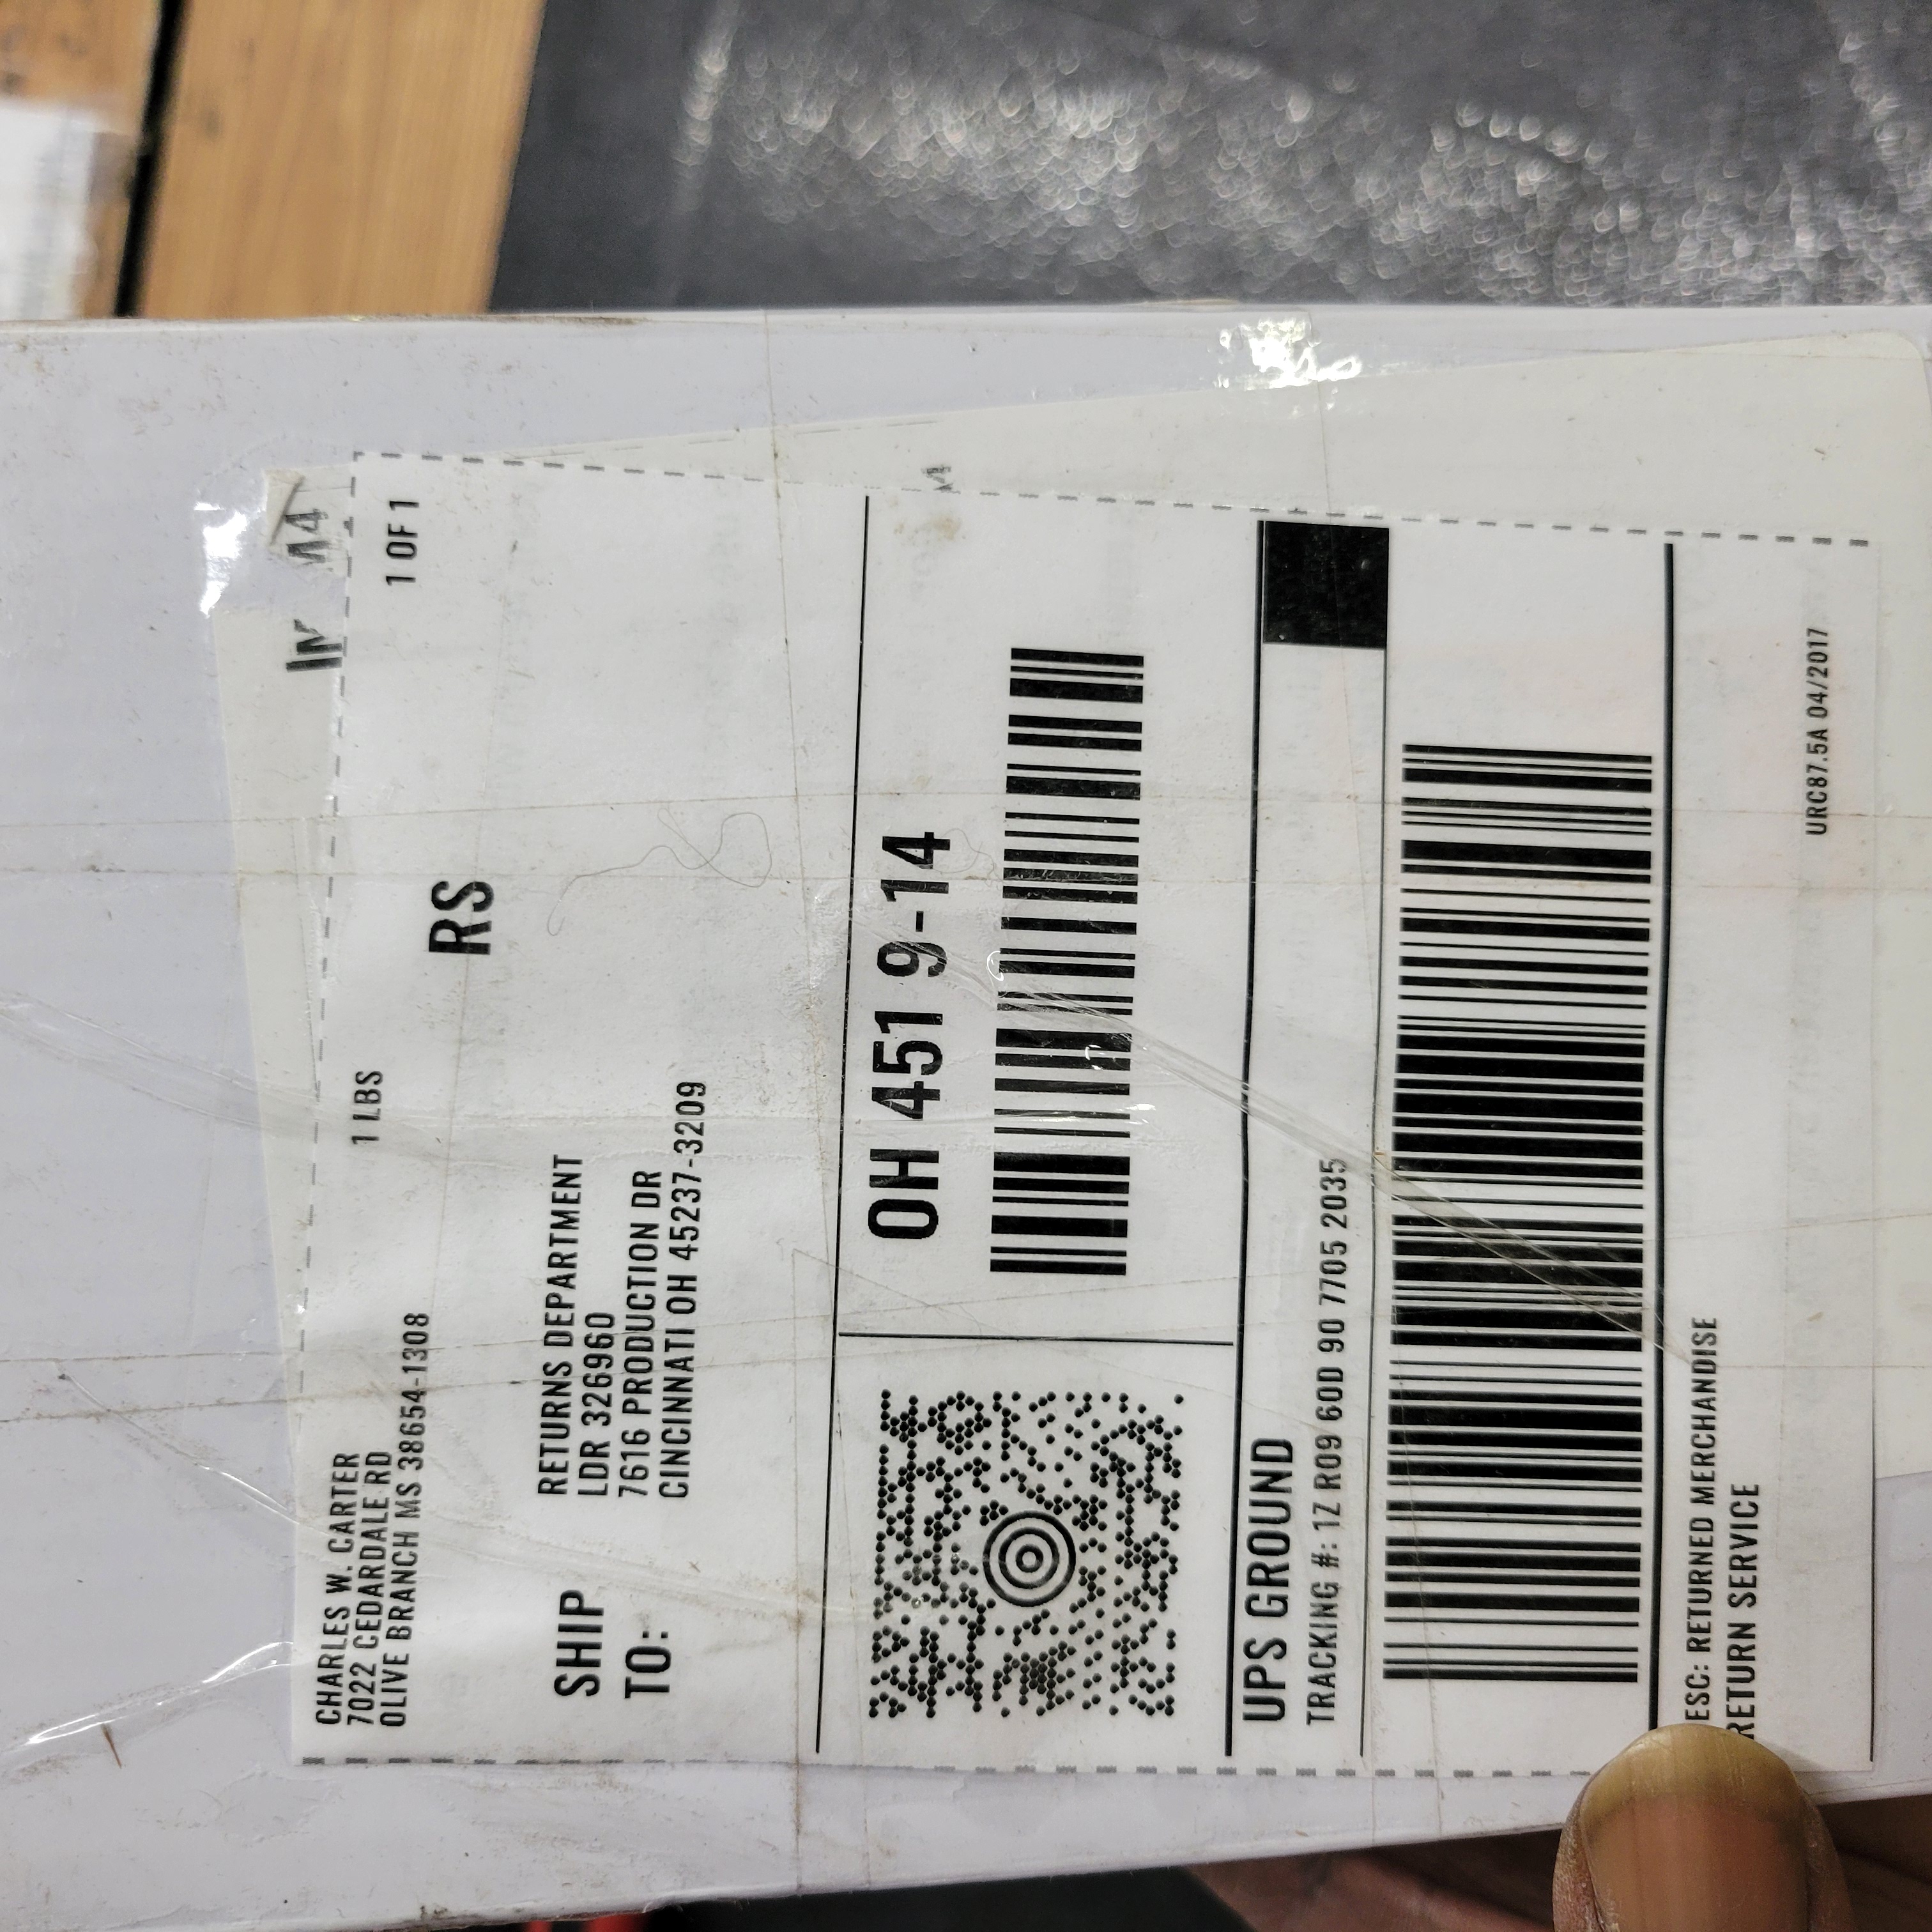 CHARLES W. CARTER
7022 CEDARDALE RD
OLIVE BRANCH MS 38654-1308
1 LBS
1 OF 1
RS
SHIP
TO:
RETURNS DEPARTMENT
LDR 326960
7616 PRODUCTION DR
CINCINNATI OH 45237-3209
OH 451 9-14
UPS GROUND
TRACKING #: 1Z R09 60D 90 7705 2035
ESC: RETURNED MERCHANDISE
RETURN SERVICE
URC87.5A 04/2017